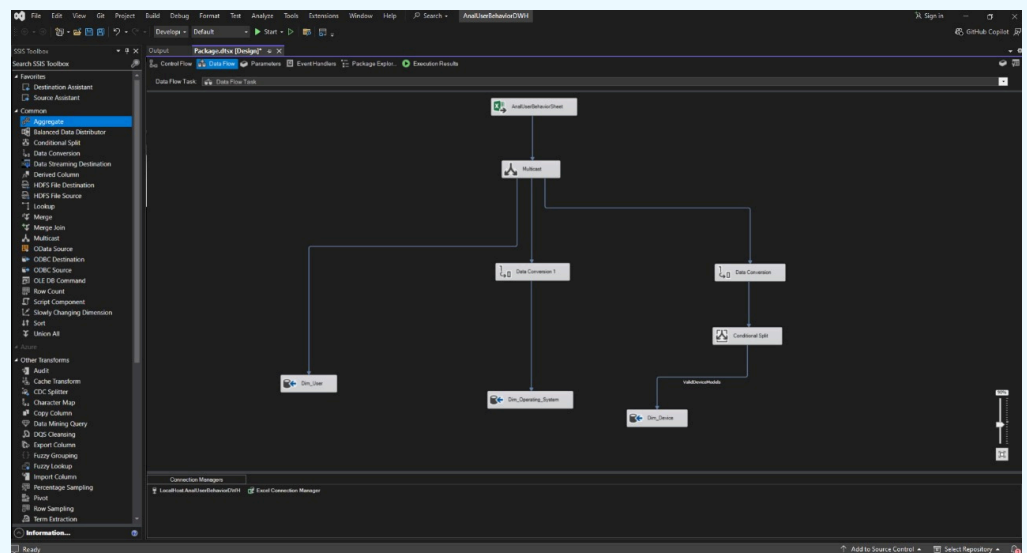 File Edit View Git Project Build Debug Format Test Analyze Tools Extensions Window Help Search AnalUserBehaviorDWH Sign in
Develop Default Start GitHub Copilot
SSIS Toolbox
Search SSIS Toolbox
Favorites
Destination Assistant
Source Assistant
Common
Aggregate
Balanced Data Distributor
Conditional Split
Data Conversion
Data Streaming Destination
Derived Column
HDFS File Destination
HDFS File Source
Lookup
Merge
Merge Join
Multicast
OData Source
ODBC Destination
ODBC Source
OLE DB Command
Row Count
Script Component
Slowly Changing Dimension
Sort
Union All
Azure
Other Transforms
Audit
Cache Transform
CDC Splitter
Character Map
Copy Column
Data Mining Query
DQS Cleansing
Export Column
Fuzzy Grouping
Fuzzy Lookup
Import Column
Percentage Sampling
Pivot
Row Sampling
Term Extraction
Information...
Output Package.dtsx [Design]*
Control Flow Data Flow Parameters Event Handlers Package Explor... Execution Results
Data Flow Task: Data Flow Task
AnalUserBehaviorSheet
Multicast
Data Conversion 1
Data Conversion
Conditional Split
ValidDeviceModels
Dim_User
Dim_Operating_System
Dim_Device
Connection Managers
LocalHost.AnalUserBehaviorDWH Excel Connection Manager
Ready Add to Source Control Select Repository